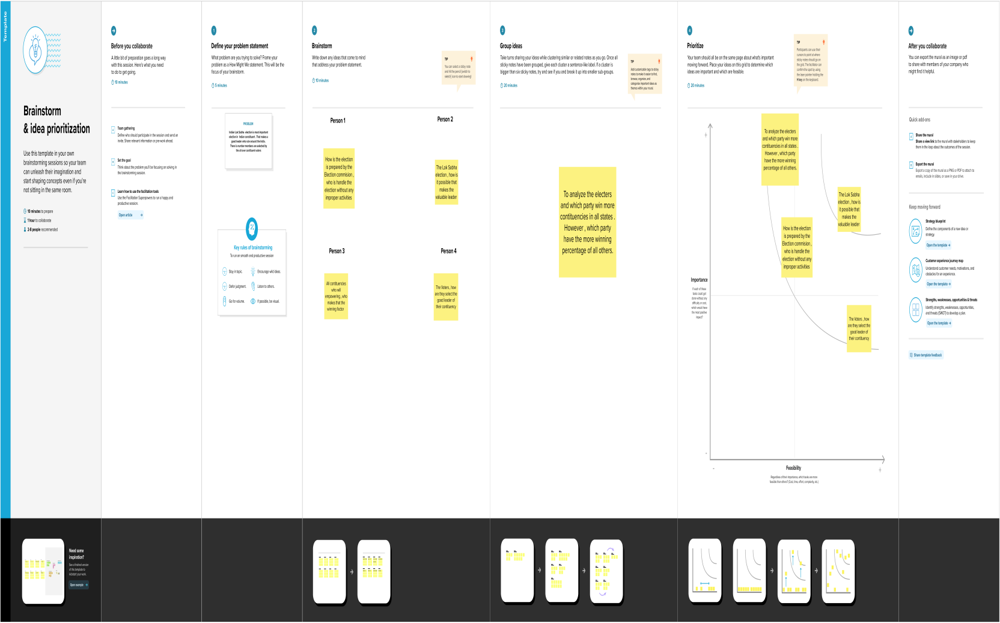 Template
Brainstorm
& idea prioritization
Use this template in your own
brainstorming sessions so your team
can unleash their imagination and
start shaping concepts even if you're
not sitting in the same room.
10 minutes to prepare
1 hour to collaborate
2-8 people recommended
Need some
inspiration?
See a finished version
of this template to
kickstart your work.
Open example
Before you collaborate
A little bit of preparation goes a long way
with this session. Here's what you need
to do to get going.
10 minutes
A
Team gathering
Define who should participate in the session and send an
invite. Share relevant information or pre-work ahead.
B
Set the goal
Think about the problem you'll be focusing on solving in
the brainstorming session.
C
Learn how to use the facilitation tools
Use the Facilitation Superpowers to run a happy and
productive session.
Open article
1
Define your problem statement
What problem are you trying to solve? Frame your
problem as a How Might We statement. This will be the
focus of your brainstorm.
5 minutes
PROBLEM
Indian Lok Sabha election is most important
election in Indian constituent . That makes a
good leader who rule around the India .
There is number members are selected by
the all over constituent voters
Key rules of brainstorming
To run an smooth and productive session
Stay in topic.
Encourage wild ideas.
Defer judgment.
Listen to others.
Go for volume.
If possible, be visual.
2
Brainstorm
Write down any ideas that come to mind
that address your problem statement.
10 minutes
TIP
You can select a sticky note
and hit the pencil [switch to
sketch] icon to start drawing!
Person 1
How is the election
is prepared by the
Election commision ,
who is handle the
election without any
improper activities
Person 2
The Lok Sabha
election , how is
it possible that
makes the
valuable leader
Person 3
All contituencies
who will
empowering , who
makes that the
winning factor
Person 4
The Voters , how
are they select the
good leader of
their contituency
3
Group ideas
Take turns sharing your ideas while clustering similar or related notes as you go. Once all
sticky notes have been grouped, give each cluster a sentence-like label. If a cluster is
bigger than six sticky notes, try and see if you and break it up into smaller sub-groups.
20 minutes
TIP
Add customizable tags to sticky
notes to make it easier to find,
browse, organize, and
categorize important ideas as
themes within your mural.
To analyze the electers
and which party win more
contituencies in all states .
However , which party
have the more winning
percentage of all others.
4
Prioritize
Your team should all be on the same page about what's important
moving forward. Place your ideas on this grid to determine which
ideas are important and which are feasible.
20 minutes
TIP
Participants can use their
cursors to point at where
sticky notes should go on
the grid. The facilitator can
confirm the spot by using
the laser pointer holding the
H key on the keyboard.
To analyze the electers
and which party win more
contituencies in all states .
However , which party
have the more winning
percentage of all others.
The Lok Sabha
election , how is
it possible that
makes the
valuable leader
How is the election
is prepared by the
Election commision ,
who is handle the
election without any
improper activities
The Voters , how
are they select the
good leader of
their contituency
Importance
If each of these
tasks could get
done without any
difficulty or cost,
which would have
the most positive
impact?
Feasibility
Regardless of their importance, which tasks are more
feasible than others? (Cost, time, effort, complexity, etc.)
After you collaborate
You can export the mural as an image or pdf
to share with members of your company who
might find it helpful.
Quick add-ons
A
Share the mural
Share a view link to the mural with stakeholders to keep
them in the loop about the outcomes of the session.
B
Export the mural
Export a copy of the mural as a PNG or PDF to attach to
emails, include in slides, or save in your drive.
Keep moving forward
Strategy blueprint
Define the components of a new idea or
strategy.
Open the template
Customer experience journey map
Understand customer needs, motivations, and
obstacles for an experience.
Open the template
Strengths, weaknesses, opportunities & threats
Identify strengths, weaknesses, opportunities,
and threats (SWOT) to develop a plan.
Open the template
Share template feedback